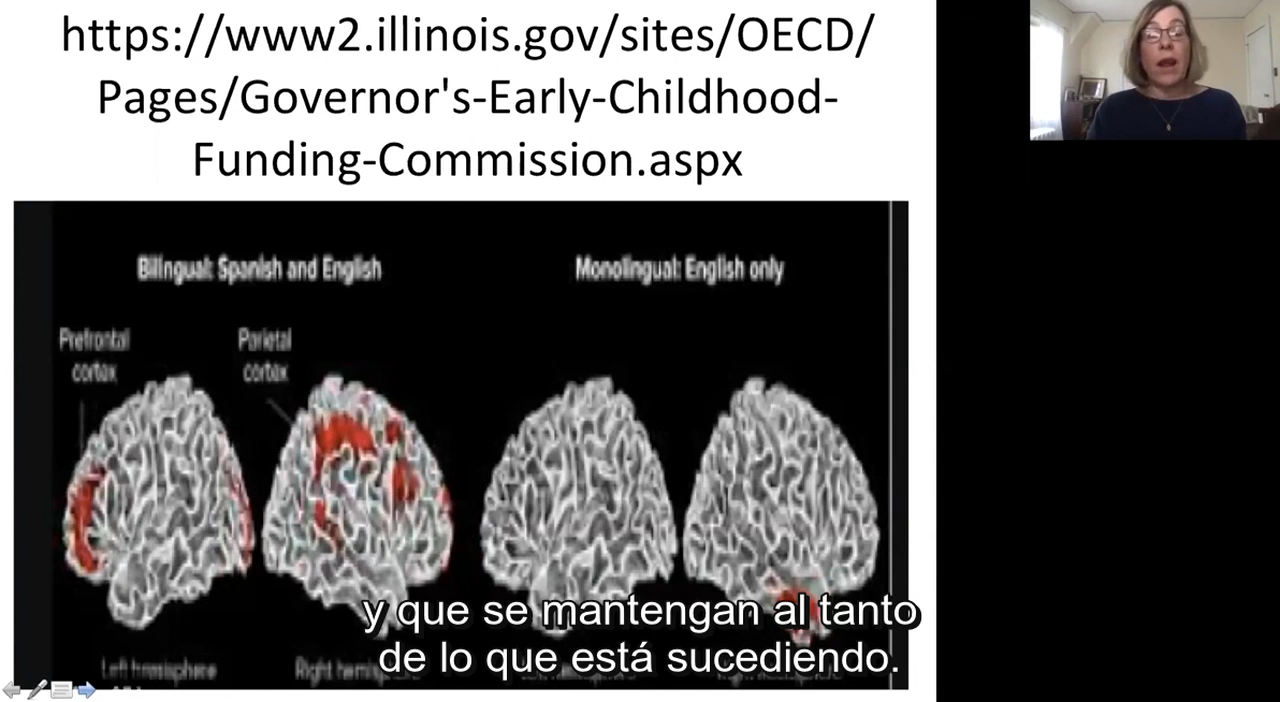 https://www2.illinois.gov/sites/OECD/
Pages/Governor's-Early-Childhood-
Funding-Commission.aspx
Bilingual: Spanish and English
Monolingual: English only
Prefrontal
cortex
Parietal
cortex
y que se mantengan al tanto
de lo que está sucediendo.
Left hemisphere
Right